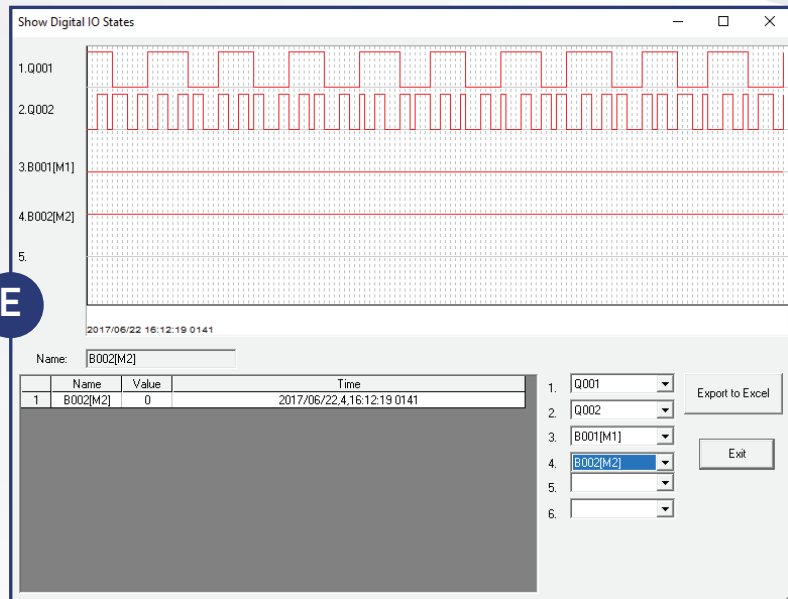 Show Digital IO States
1.Q001
2.Q002
3.B001[M1]
4.B002[M2]
5.
E
2017/06/22 16:12:19 0141
Name: B002[M2]
Name Value Time
1 B002[M2] 0 2017/06/22,4,16:12:19 0141
1. Q001
2. Q002
3. B001[M1]
4. B002[M2]
5.
6.
Export to Excel
Exit